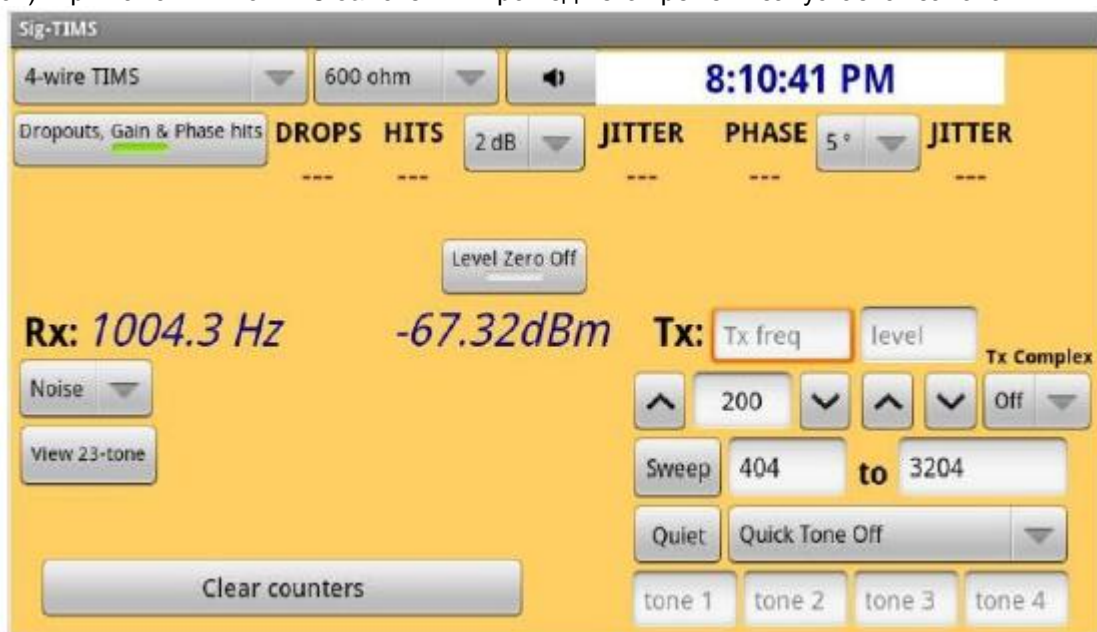 Sig-TIMS
4-wire TIMS 600 ohm 8:10:41 PM
Dropouts, Gain & Phase hits DROPS HITS 2 dB JITTER PHASE 5° JITTER
--- --- --- --- ---
Level Zero Off
Rx: 1004.3 Hz -67.32dBm Tx: Tx freq level
Tx Complex
Noise 200 Off
View 23-tone Sweep 404 to 3204
Quiet Quick Tone Off
Clear counters tone 1 tone 2 tone 3 tone 4